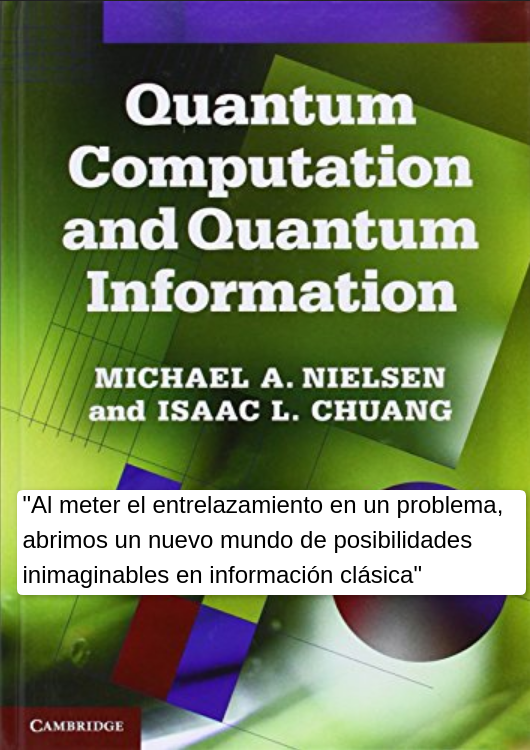 Quantum
Computation
and Quantum
Information
MICHAEL A. NIELSEN
and ISAAC L. CHUANG
"Al meter el entrelazamiento en un problema,
abrimos un nuevo mundo de posibilidades
inimaginables en información clásica"
CAMBRIDGE